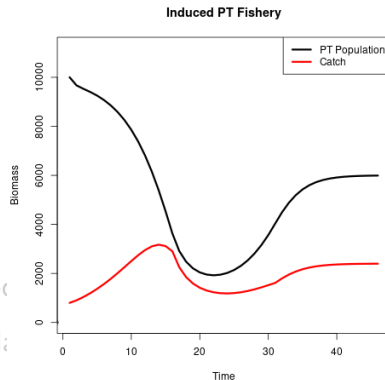 Induced PT Fishery
PT Population
Catch
10000
8000
6000
4000
2000
0
Biomass
0 10 20 30 40
Time